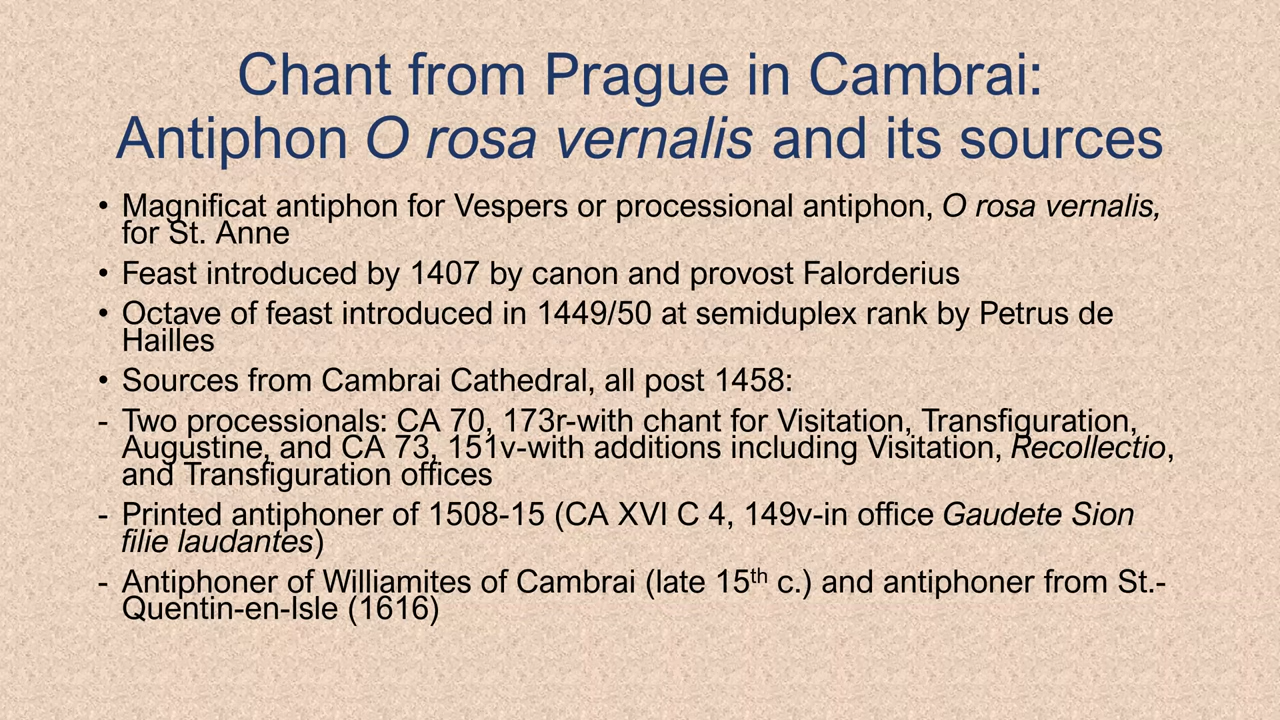 Chant from Prague in Cambrai:
Antiphon O rosa vernalis and its sources
• Magnificat antiphon for Vespers or processional antiphon, O rosa vernalis,
for St. Anne
• Feast introduced by 1407 by canon and provost Falorderius
• Octave of feast introduced in 1449/50 at semiduplex rank by Petrus de
Hailles
• Sources from Cambrai Cathedral, all post 1458:
- Two processionals: CA 70, 173r-with chant for Visitation, Transfiguration,
Augustine, and CA 73, 151v-with additions including Visitation, Recollectio,
and Transfiguration offices
- Printed antiphoner of 1508-15 (CA XVI C 4, 149v-in office Gaudete Sion
filie laudantes)
- Antiphoner of Williamites of Cambrai (late 15th c.) and antiphoner from St.-
Quentin-en-Isle (1616)